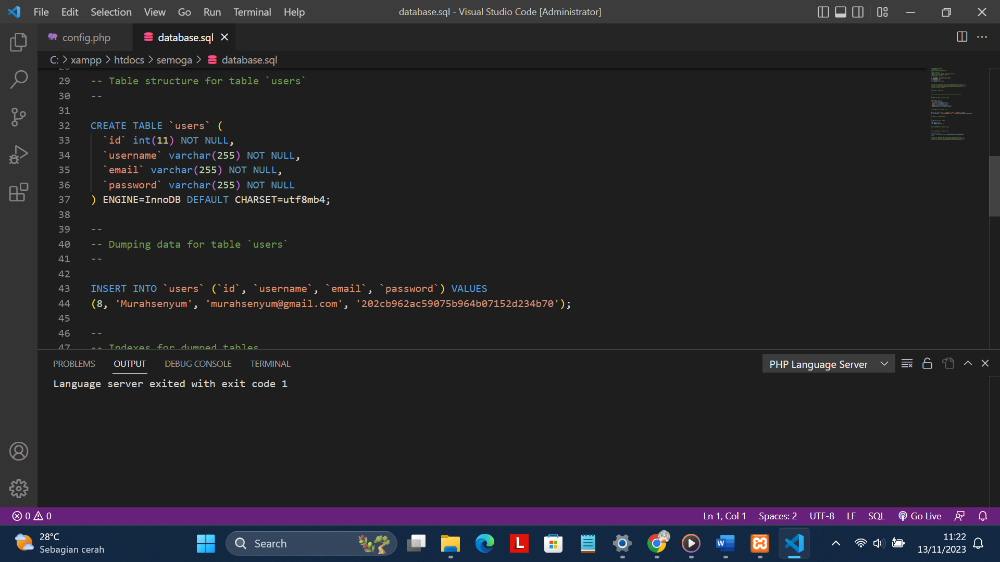 File Edit Selection View Go Run Terminal Help
database.sql - Visual Studio Code [Administrator]
config.php
database.sql
C: > xampp > htdocs > semoga > database.sql
29 -- Table structure for table `users`
30 --
31
32 CREATE TABLE `users` (
33 `id` int(11) NOT NULL,
34 `username` varchar(255) NOT NULL,
35 `email` varchar(255) NOT NULL,
36 `password` varchar(255) NOT NULL
37 ) ENGINE=InnoDB DEFAULT CHARSET=utf8mb4;
38
39 --
40 -- Dumping data for table `users`
41 --
42
43 INSERT INTO `users` (`id`, `username`, `email`, `password`) VALUES
44 (8, 'Murahsenyum', 'murahsenyum@gmail.com', '202cb962ac59075b964b07152d234b70');
45
46 --
47 -- Indexes for dumped tables
PROBLEMS OUTPUT DEBUG CONSOLE TERMINAL
PHP Language Server
Language server exited with exit code 1
0 0
Ln 1, Col 1 Spaces: 2 UTF-8 LF SQL Go Live
28°C
Sebagian cerah
Search
11:22
13/11/2023